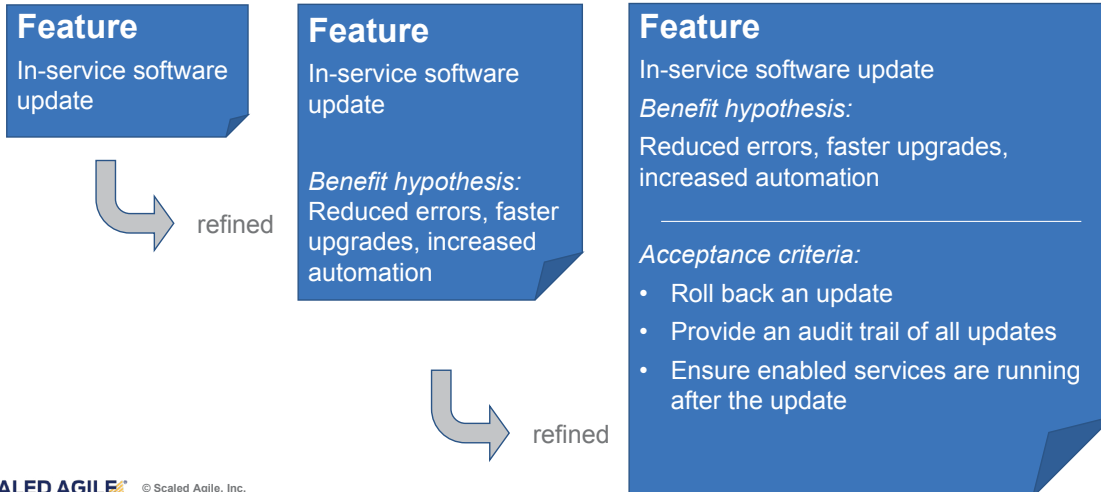 Feature
In-service software
update
refined
Feature
In-service software
update
Benefit hypothesis:
Reduced errors, faster
upgrades, increased
automation
refined
Feature
In-service software update
Benefit hypothesis:
Reduced errors, faster upgrades,
increased automation
Acceptance criteria:
• Roll back an update
• Provide an audit trail of all updates
• Ensure enabled services are running
after the update
ALED AGILE © Scaled Agile, Inc.